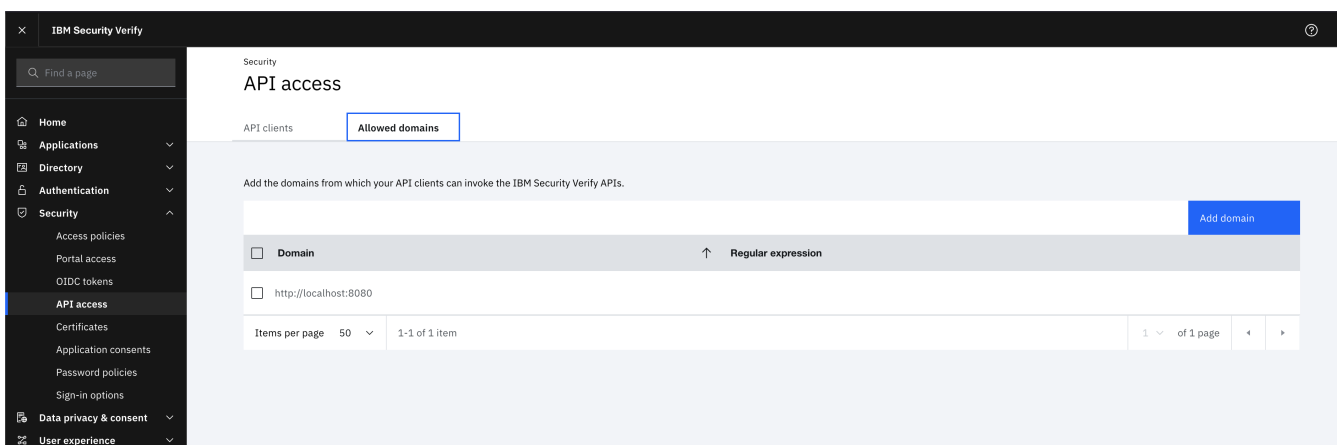 IBM Security Verify
Find a page
Home
Applications
Directory
Authentication
Security
Access policies
Portal access
OIDC tokens
API access
Certificates
Application consents
Password policies
Sign-in options
Data privacy & consent
User experience
Security
API access
API clients Allowed domains
Add the domains from which your API clients can invoke the IBM Security Verify APIs.
Add domain
Domain Regular expression
http://localhost:8080
Items per page 50 1-1 of 1 item 1 of 1 page